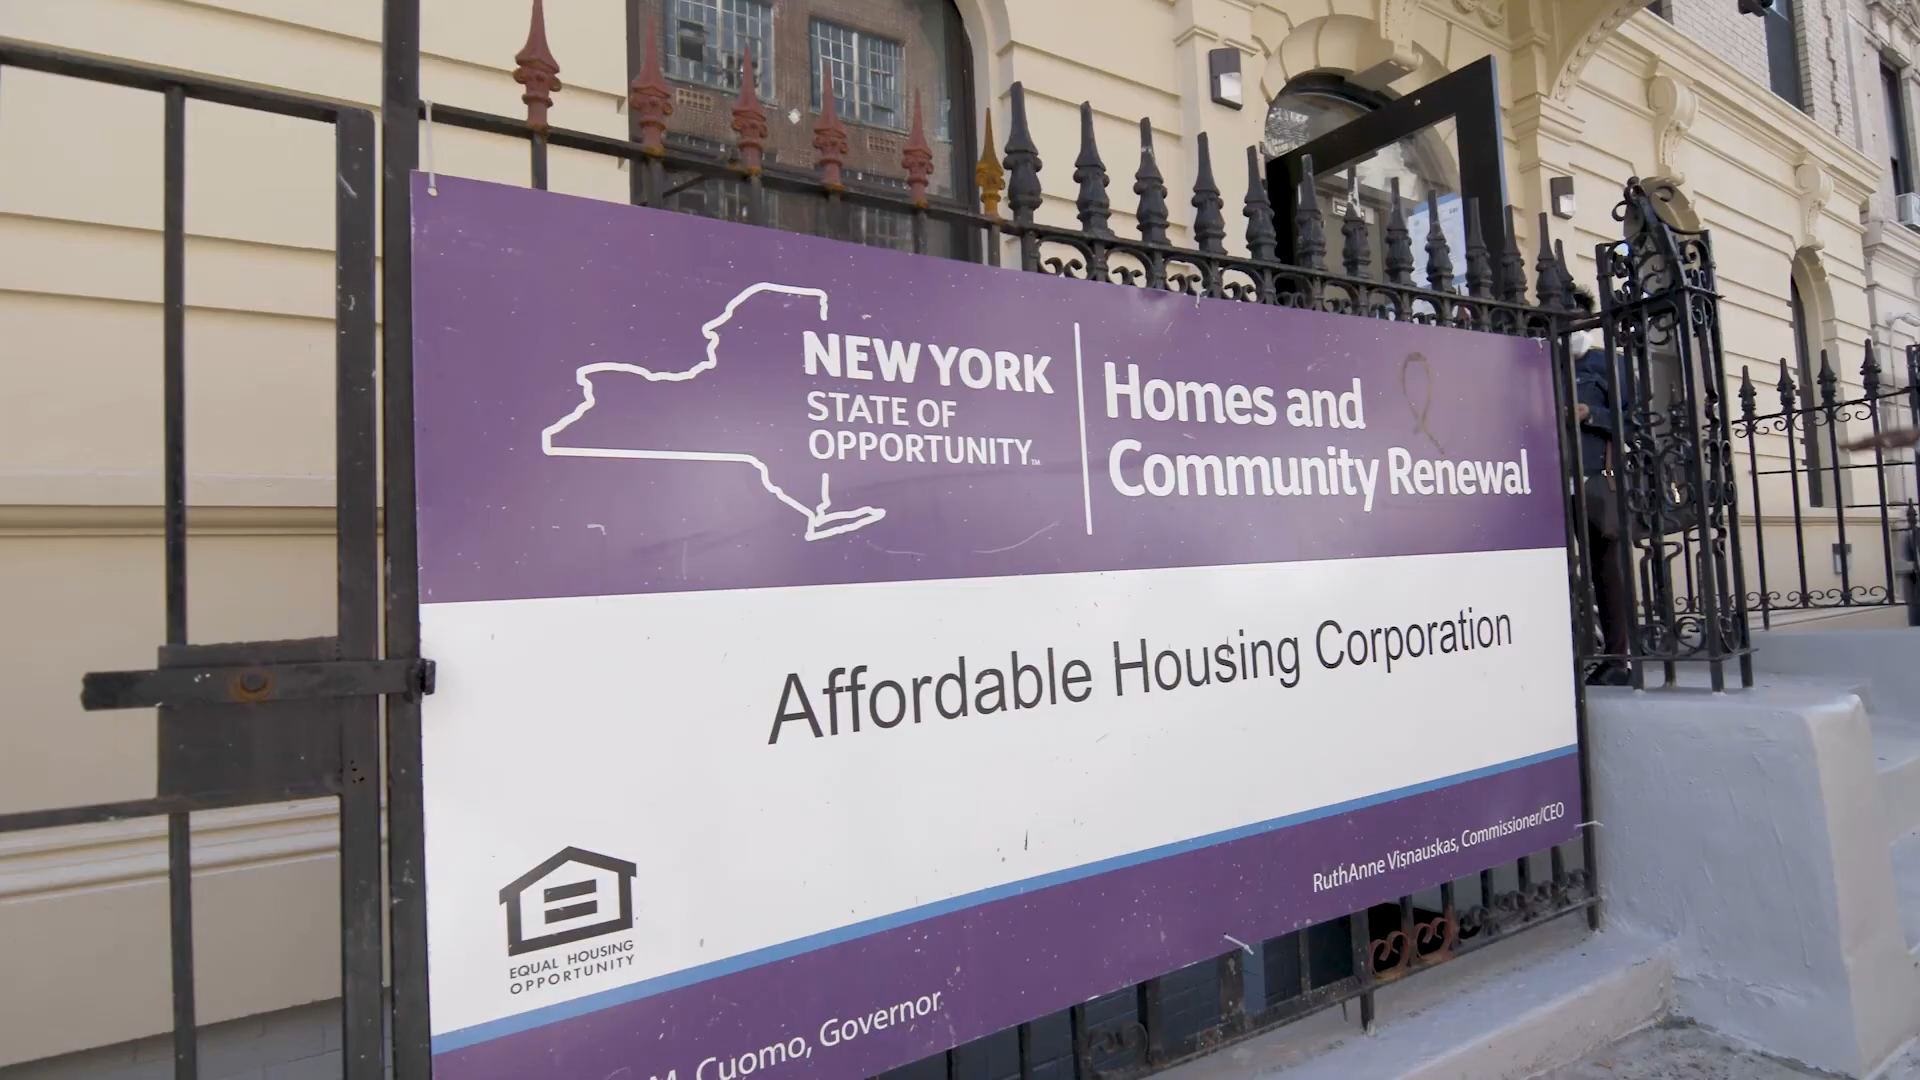 NEW YORK
STATE OF
OPPORTUNITY™
Homes and
Community Renewal
Affordable Housing Corporation
EQUAL HOUSING
OPPORTUNITY
M. Cuomo, Governor
RuthAnne Visnauskas, Commissioner/CEO